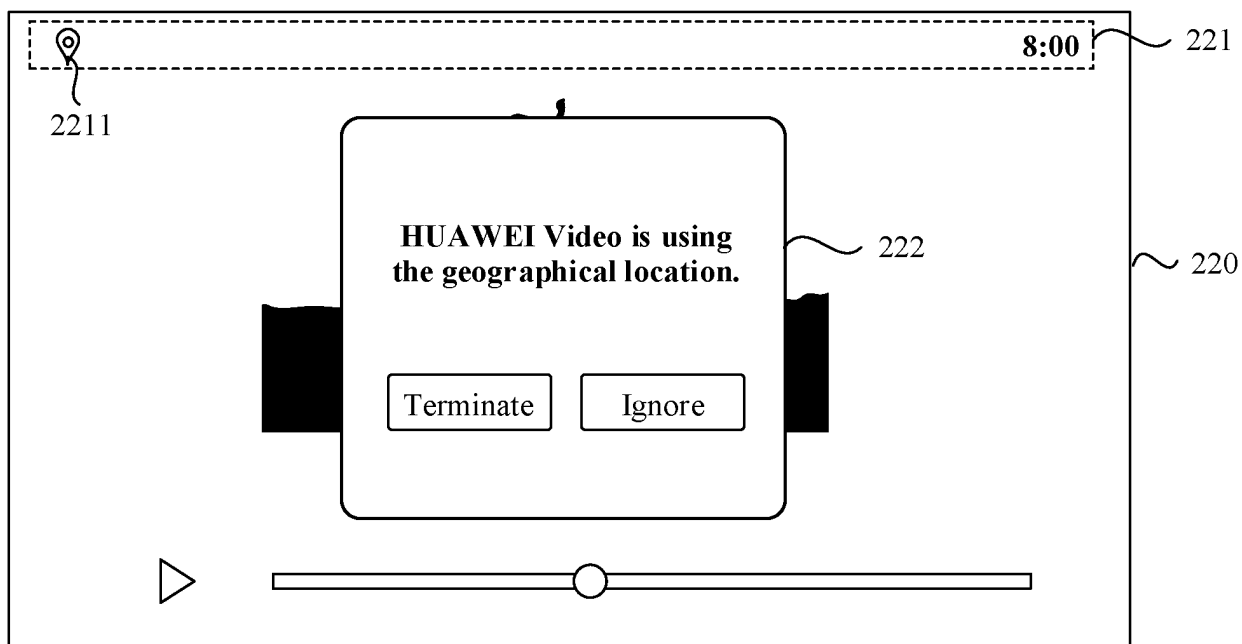 8:00
221
2211
HUAWEI Video is using
the geographical location.
222
220
Terminate
Ignore